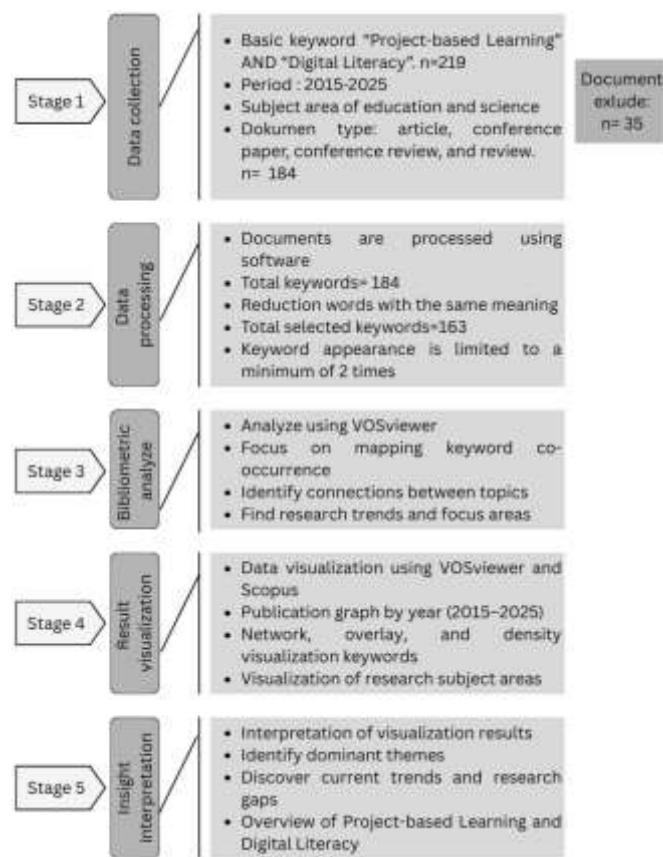 Stage 1
Data collection
• Basic keyword "Project-based Learning"
AND "Digital Literacy". n=219
• Period : 2015-2025
• Subject area of education and science
• Dokumen type: article, conference
paper, conference review, and review.
n= 184
Document
exlude:
n= 35
Stage 2
Data
processing
• Documents are processed using
software
• Total keywords= 184
• Reduction words with the same meaning
• Total selected keywords=163
• Keyword appearance is limited to a
minimum of 2 times
Stage 3
Bibliometric
analyze
• Analyze using VOSviewer
• Focus on mapping keyword co-
occurrence
• Identify connections between topics
• Find research trends and focus areas
Stage 4
Result
visualization
• Data visualization using VOSviewer and
Scopus
• Publication graph by year (2015–2025)
• Network, overlay, and density
visualization keywords
• Visualization of research subject areas
Stage 5
Insight
Interpretation
• Interpretation of visualization results
• Identify dominant themes
• Discover current trends and research
gaps
• Overview of Project-based Learning and
Digital Literacy